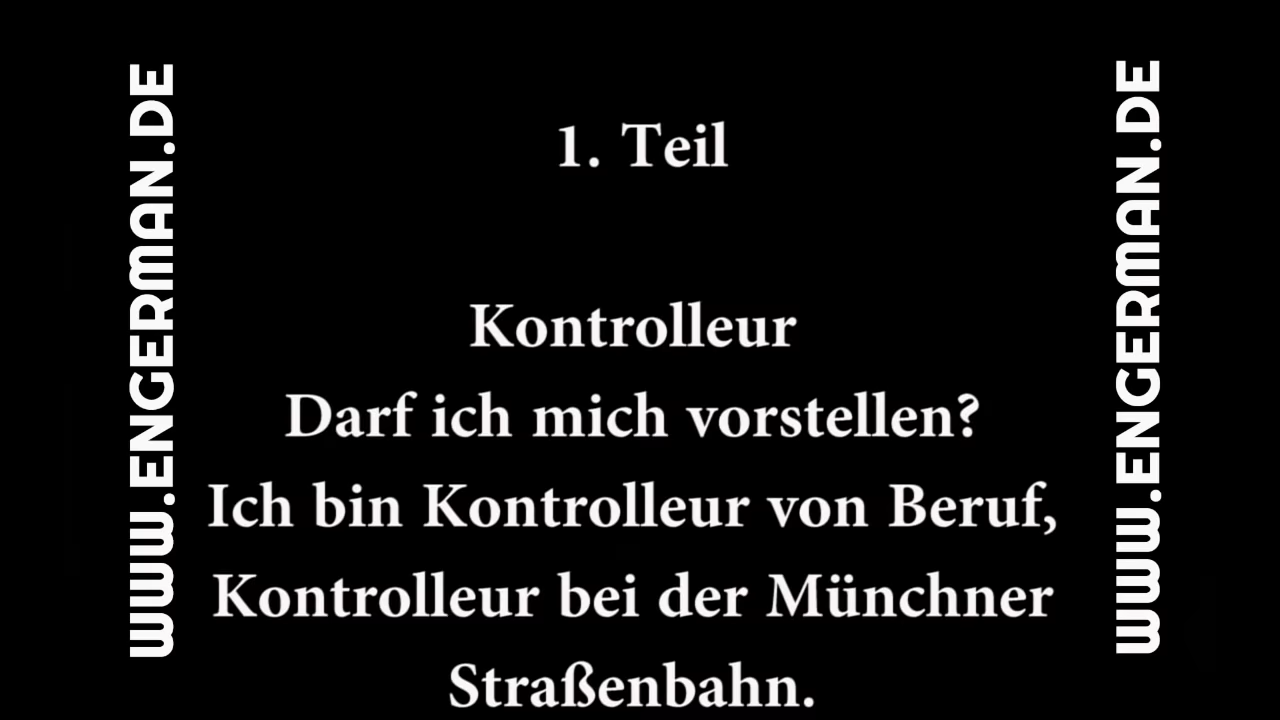 WWW.ENGERMAN.DE
1. Teil
Kontrolleur
Darf ich mich vorstellen?
Ich bin Kontrolleur von Beruf,
Kontrolleur bei der Münchner
Straßenbahn.
WWW.ENGERMAN.DE